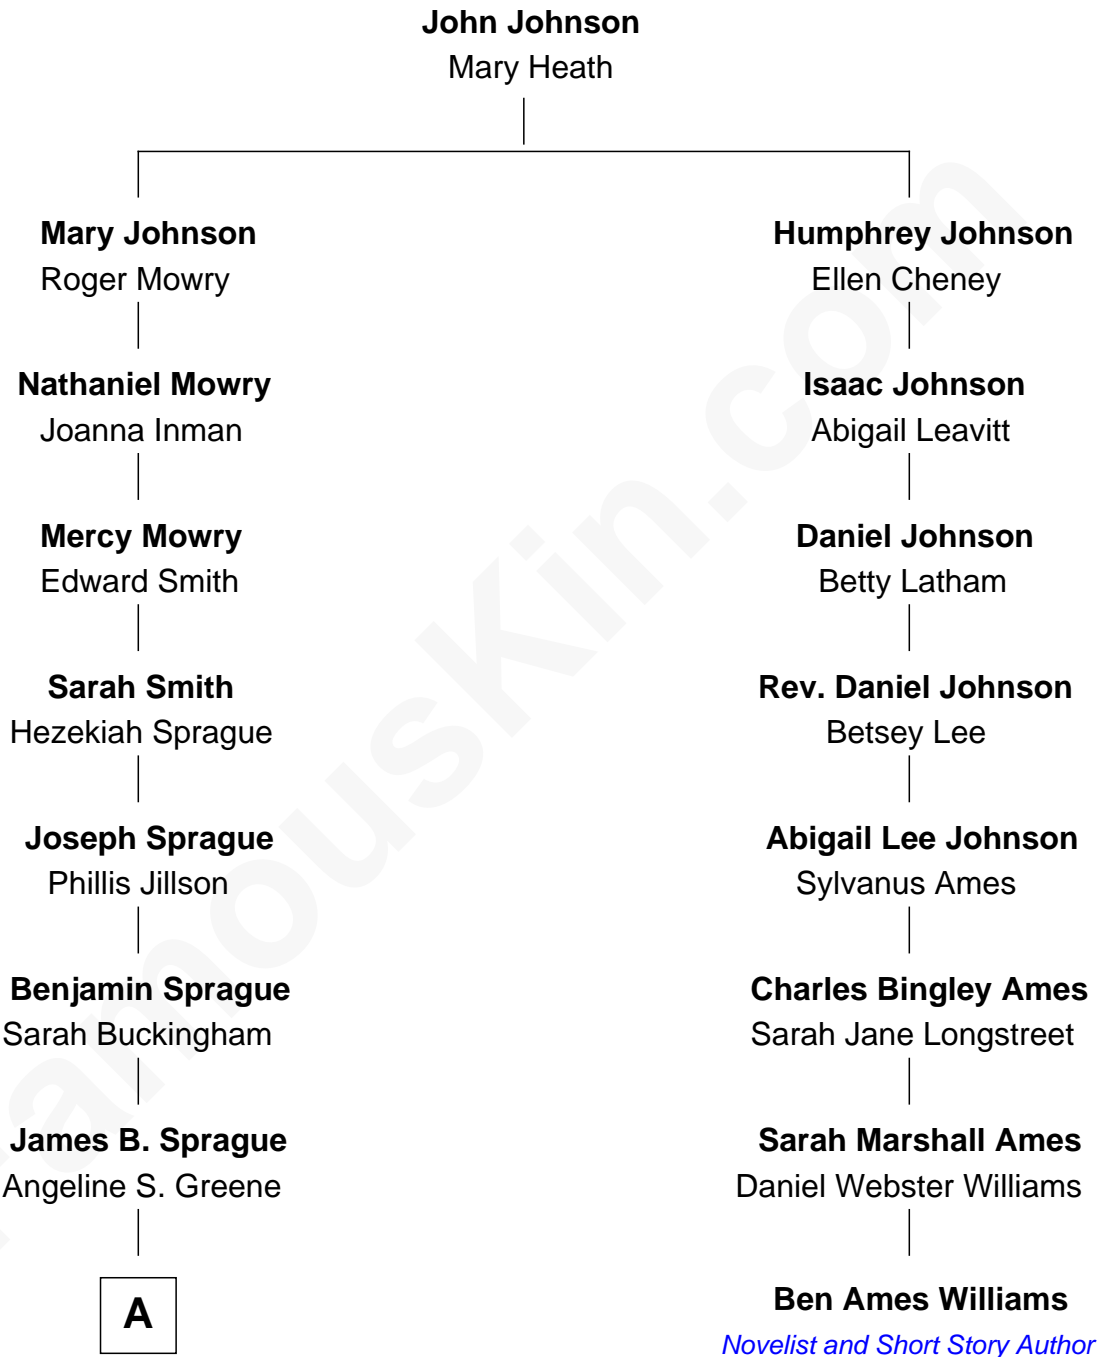 John Johnson
Mary Heath
Mary Johnson
Roger Mowry
Humphrey Johnson
Ellen Cheney
Nathaniel Mowry
Joanna Inman
Isaac Johnson
Abigail Leavitt
Mercy Mowry
Edward Smith
Daniel Johnson
Betty Latham
Sarah Smith
Hezekiah Sprague
Rev. Daniel Johnson
Betsey Lee
Joseph Sprague
Phillis Jillson
Abigail Lee Johnson
Sylvanus Ames
Benjamin Sprague
Sarah Buckingham
Charles Bingley Ames
Sarah Jane Longstreet
James B. Sprague
Angeline S. Greene
Sarah Marshall Ames
Daniel Webster Williams
A
Ben Ames Williams
Novelist and Short Story Author
FamousKin.com